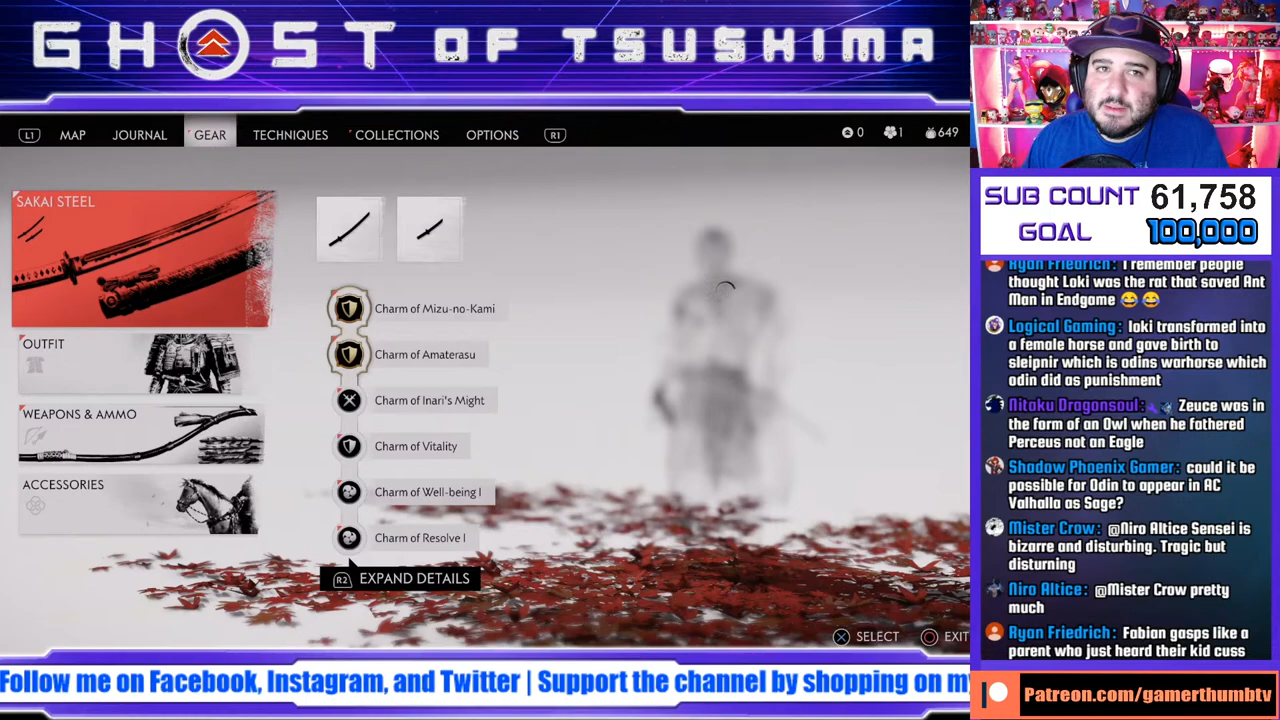 GHOST OF TSUSHIMA
L1 MAP JOURNAL GEAR TECHNIQUES COLLECTIONS OPTIONS R1
0 1 649
SAKAI STEEL
OUTFIT
WEAPONS & AMMO
ACCESSORIES
Charm of Mizu-no-Kami
Charm of Amaterasu
Charm of Inari's Might
Charm of Vitality
Charm of Well-being I
Charm of Resolve I
R2 EXPAND DETAILS
SELECT EXIT
SUB COUNT 61,758
GOAL 100,000
Ryan Friedrich: I remember people
thought Loki was the rat that saved Ant
Man in Endgame 😂 😂
Logical Gaming: loki transformed into
a female horse and gave birth to
sleipnir which is odins warhorse which
odin did as punishment
Nitaku Dragonsoul: Zeuce was in
the form of an Owl when he fathered
Perceus not an Eagle
Shadow Phoenix Gamer: could it be
possible for Odin to appear in AC
Valhalla as Sage?
Mister Crow: @Niro Altice Sensei is
bizarre and disturbing. Tragic but
disturning
Niro Altice: @Mister Crow pretty
much
Ryan Friedrich: Fabian gasps like a
parent who just heard their kid cuss
Follow me on Facebook, Instagram, and Twitter | Support the channel by shopping on my
Patreon.com/gamerthumbtv